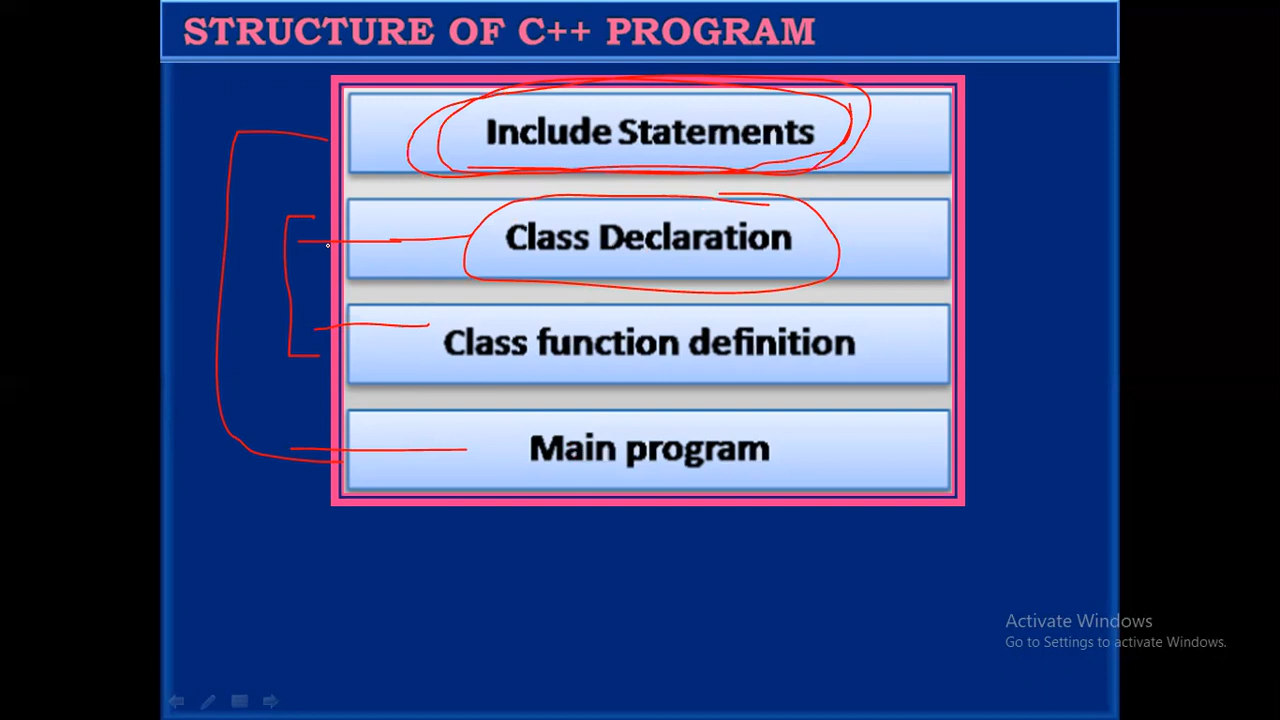 STRUCTURE OF C++ PROGRAM
Include Statements
Class Declaration
Class function definition
Main program
Activate Windows
Go to Settings to activate Windows.